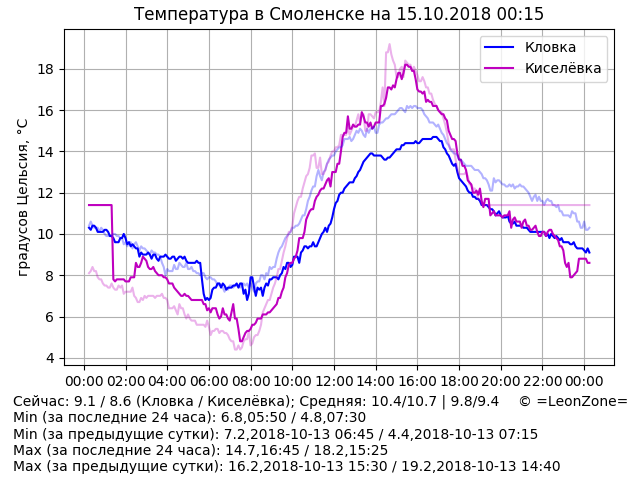 Температура в Смоленске на 15.10.2018 00:15
градусов Цельсия, °C
18
16
14
12
10
8
6
4
Кловка
Киселёвка
00:00 02:00 04:00 06:00 08:00 10:00 12:00 14:00 16:00 18:00 20:00 22:00 00:00
Сейчас: 9.1 / 8.6 (Кловка / Киселёвка); Средняя: 10.4/10.7 | 9.8/9.4 © =LeonZone=
Min (за последние 24 часа): 6.8,05:50 / 4.8,07:30
Min (за предыдущие сутки): 7.2,2018-10-13 06:45 / 4.4,2018-10-13 07:15
Max (за последние 24 часа): 14.7,16:45 / 18.2,15:25
Max (за предыдущие сутки): 16.2,2018-10-13 15:30 / 19.2,2018-10-13 14:40